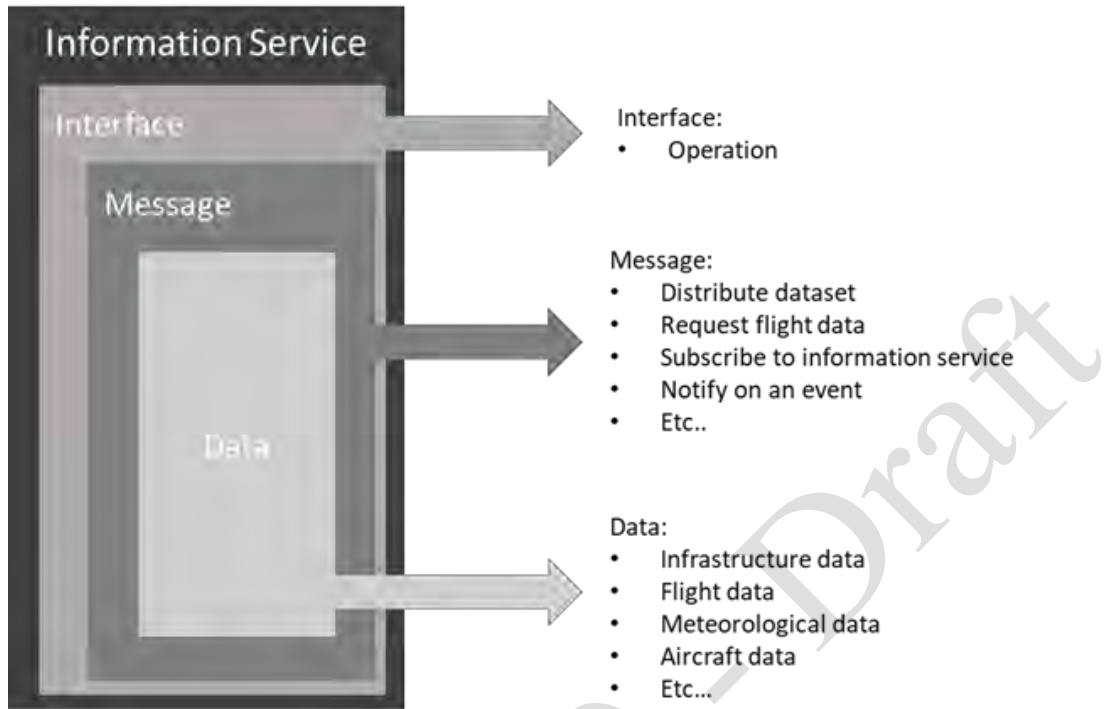 Information Service
Interface
Message
Data
Interface:
• Operation
Message:
• Distribute dataset
• Request flight data
• Subscribe to information service
• Notify on an event
• Etc..
Data:
• Infrastructure data
• Flight data
• Meteorological data
• Aircraft data
• Etc...
- Draft